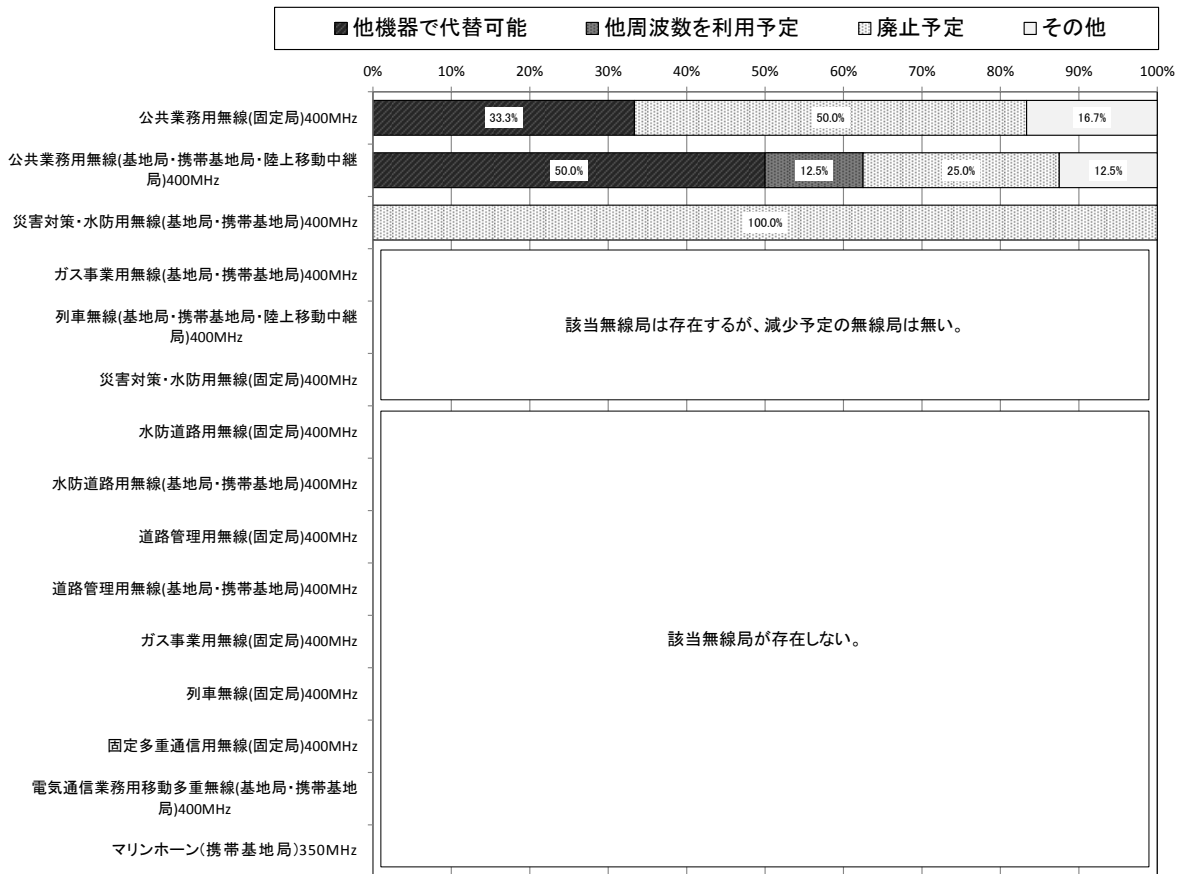 他機器で代替可能 他周波数を利用予定 廃止予定 その他
0% 10% 20% 30% 40% 50% 60% 70% 80% 90% 100%
公共業務用無線(固定局)400MHz
33.3% 50.0% 16.7%
公共業務用無線(基地局・携帯基地局・陸上移動中継
局)400MHz
50.0% 12.5% 25.0% 12.5%
災害対策・水防用無線(基地局・携帯基地局)400MHz
100.0%
ガス事業用無線(基地局・携帯基地局)400MHz
列車無線(基地局・携帯基地局・陸上移動中継
局)400MHz
該当無線局は存在するが、減少予定の無線局は無い。
災害対策・水防用無線(固定局)400MHz
水防道路用無線(固定局)400MHz
水防道路用無線(基地局・携帯基地局)400MHz
道路管理用無線(固定局)400MHz
道路管理用無線(基地局・携帯基地局)400MHz
ガス事業用無線(固定局)400MHz
該当無線局が存在しない。
列車無線(固定局)400MHz
固定多重通信用無線(固定局)400MHz
電気通信業務用移動多重無線(基地局・携帯基地
局)400MHz
マリンホーン(携帯基地局)350MHz